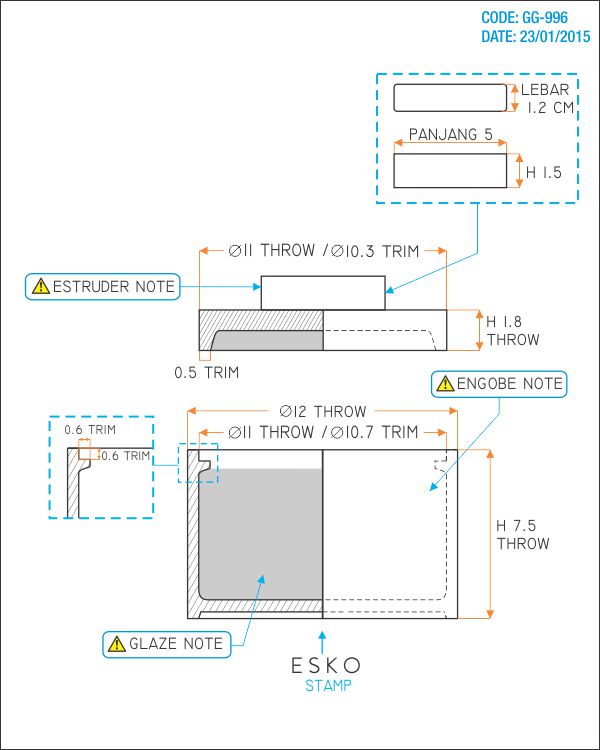 CODE: GG-996
DATE: 23/01/2015
LEBAR
1.2 CM
PANJANG 5
H 1.5
∅11 THROW /∅10.3 TRIM
ESTRUDER NOTE
H 1.8
THROW
0.5 TRIM
ENGOBE NOTE
∅12 THROW
∅11 THROW /∅10.7 TRIM
0.6 TRIM
0.6 TRIM
H 7.5
THROW
GLAZE NOTE
ESKO
STAMP